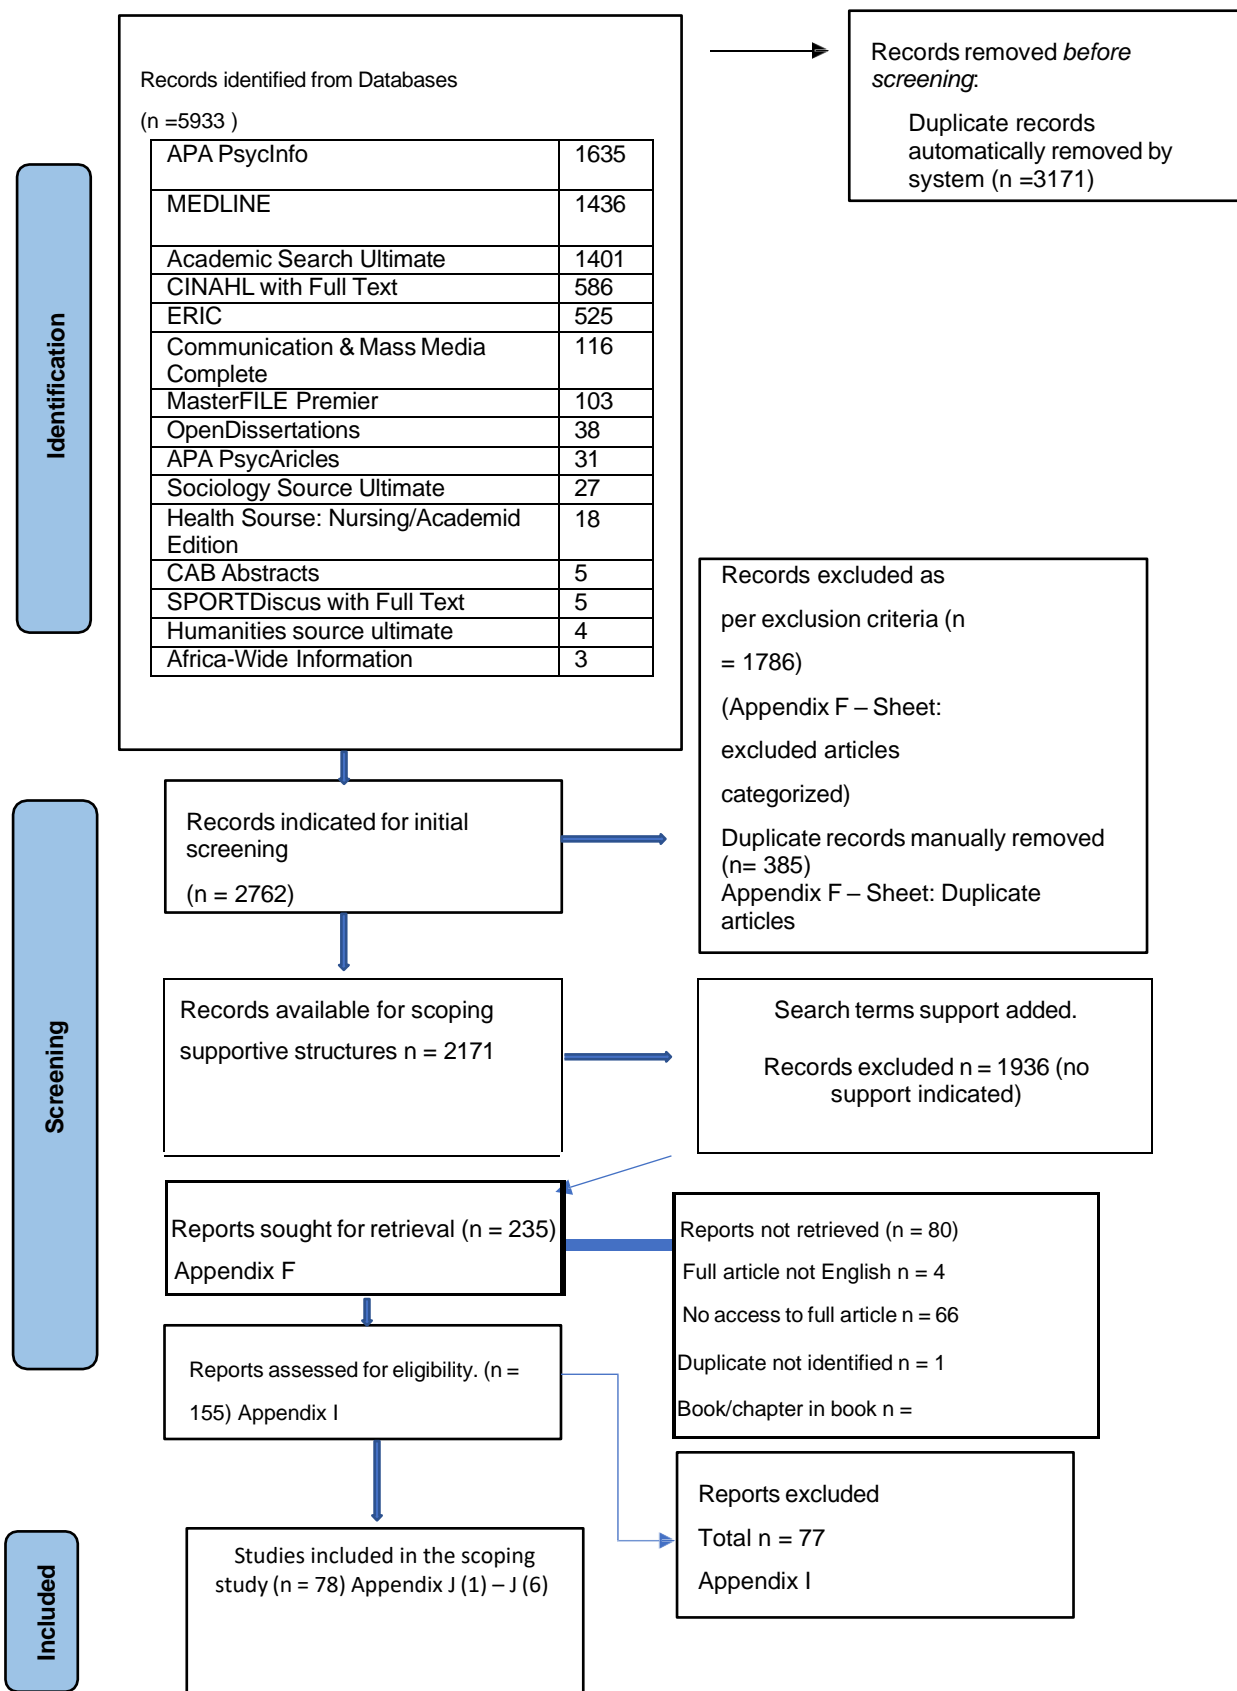 Identification
Records identified from Databases
(n =5933 )
APA PsycInfo 1635
MEDLINE 1436
Academic Search Ultimate 1401
CINAHL with Full Text 586
ERIC 525
Communication & Mass Media 116
Complete
MasterFILE Premier 103
OpenDissertations 38
APA PsycAricles 31
Sociology Source Ultimate 27
Health Sourse: Nursing/Academid 18
Edition
CAB Abstracts 5
SPORTDiscus with Full Text 5
Humanities source ultimate 4
Africa-Wide Information 3
Records removed before
screening:
Duplicate records
automatically removed by
system (n =3171)
Screening
Records indicated for initial
screening
(n = 2762)
Records excluded as
per exclusion criteria (n
= 1786)
(Appendix F – Sheet:
excluded articles
categorized)
Duplicate records manually removed
(n= 385)
Appendix F – Sheet: Duplicate
articles
Records available for scoping
supportive structures n = 2171
Search terms support added.
Records excluded n = 1936 (no
support indicated)
Reports sought for retrieval (n = 235)
Appendix F
Reports not retrieved (n = 80)
Full article not English n = 4
No access to full article n = 66
Duplicate not identified n = 1
Book/chapter in book n =
Reports assessed for eligibility. (n =
155) Appendix I
Reports excluded
Total n = 77
Appendix I
Included
Studies included in the scoping
study (n = 78) Appendix J (1) – J (6)